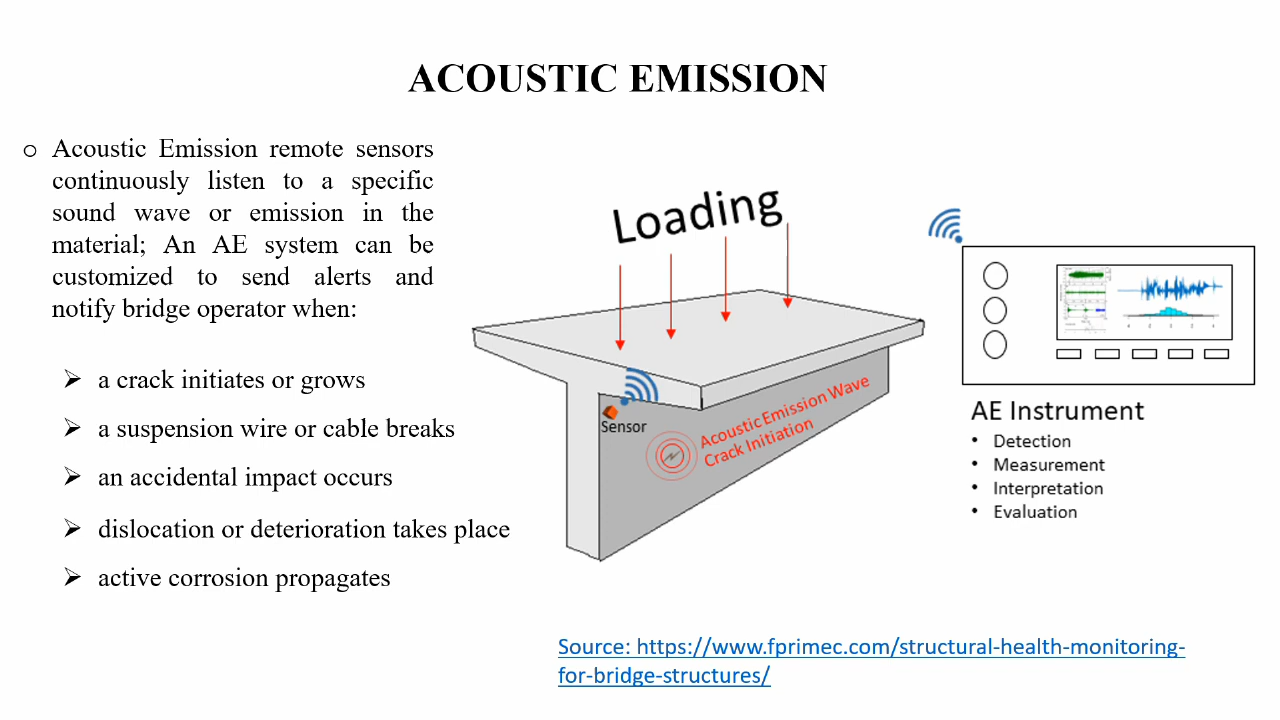 ACOUSTIC EMISSION
o Acoustic Emission remote sensors
continuously listen to a specific
sound wave or emission in the
material; An AE system can be
customized to send alerts and
notify bridge operator when:
➢ a crack initiates or grows
➢ a suspension wire or cable breaks
➢ an accidental impact occurs
➢ dislocation or deterioration takes place
➢ active corrosion propagates
Loading
Sensor
Acoustic Emission Wave
Crack Initiation
AE Instrument
• Detection
• Measurement
• Interpretation
• Evaluation
Source: https://www.fprimec.com/structural-health-monitoring-
for-bridge-structures/